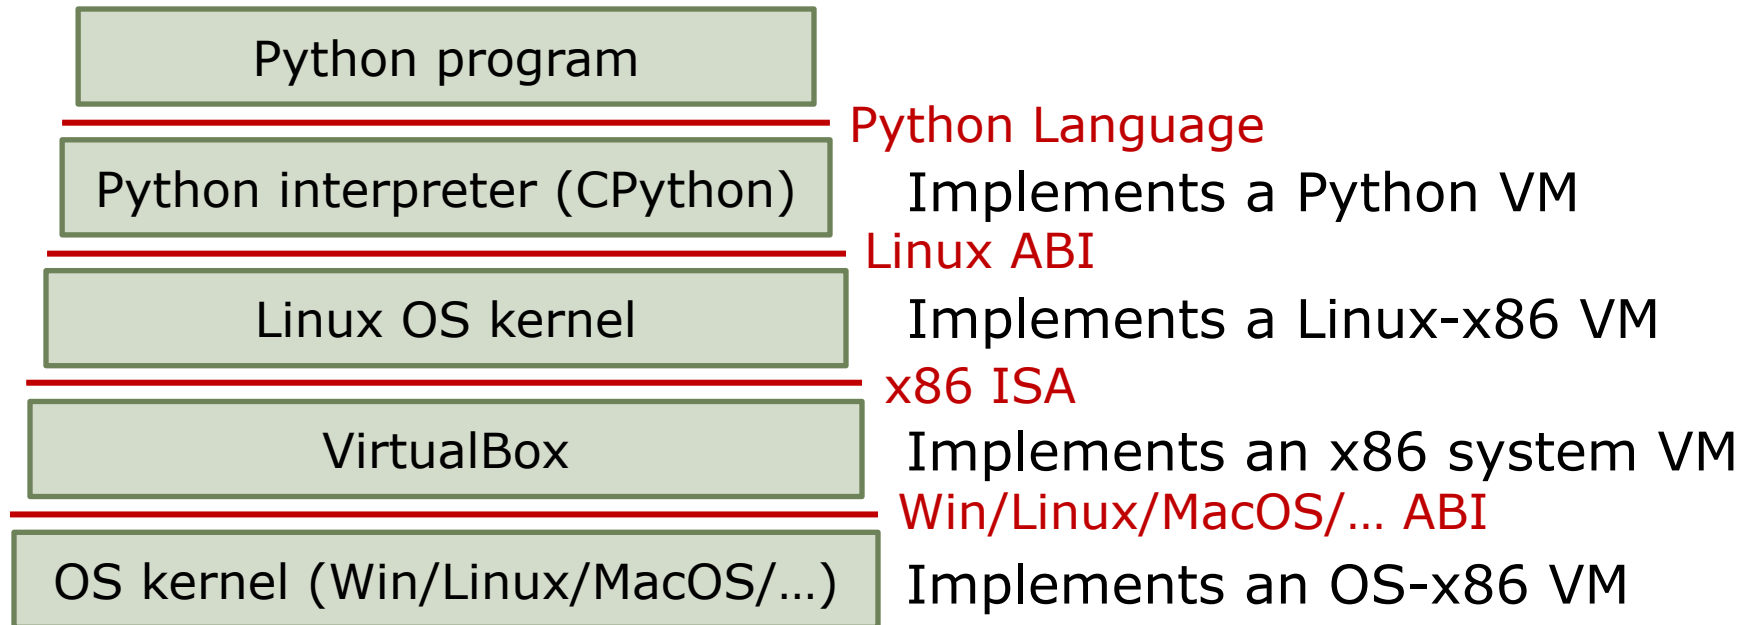 Python program
Python Language
Python interpreter (CPython)
Implements a Python VM
Linux ABI
Linux OS kernel
Implements a Linux-x86 VM
x86 ISA
VirtualBox
Implements an x86 system VM
Win/Linux/MacOS/… ABI
OS kernel (Win/Linux/MacOS/…)
Implements an OS-x86 VM